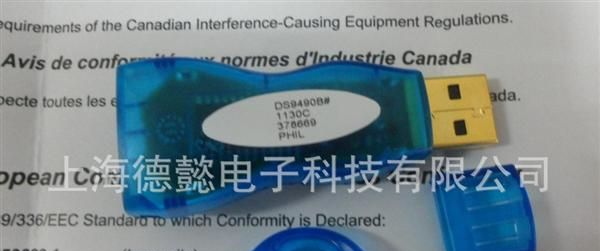 equirements of the Canadian Interference-Causing Equipment Regulations.
Avis de conformité aux normes d'Industrie Canada
pecte toutes les e
ada.
DS9490B#
1130C
378669
PHIL
上海德懿电子科技有限公司
opean Co
9/336/EEC Standard to which Conformity is Declared: